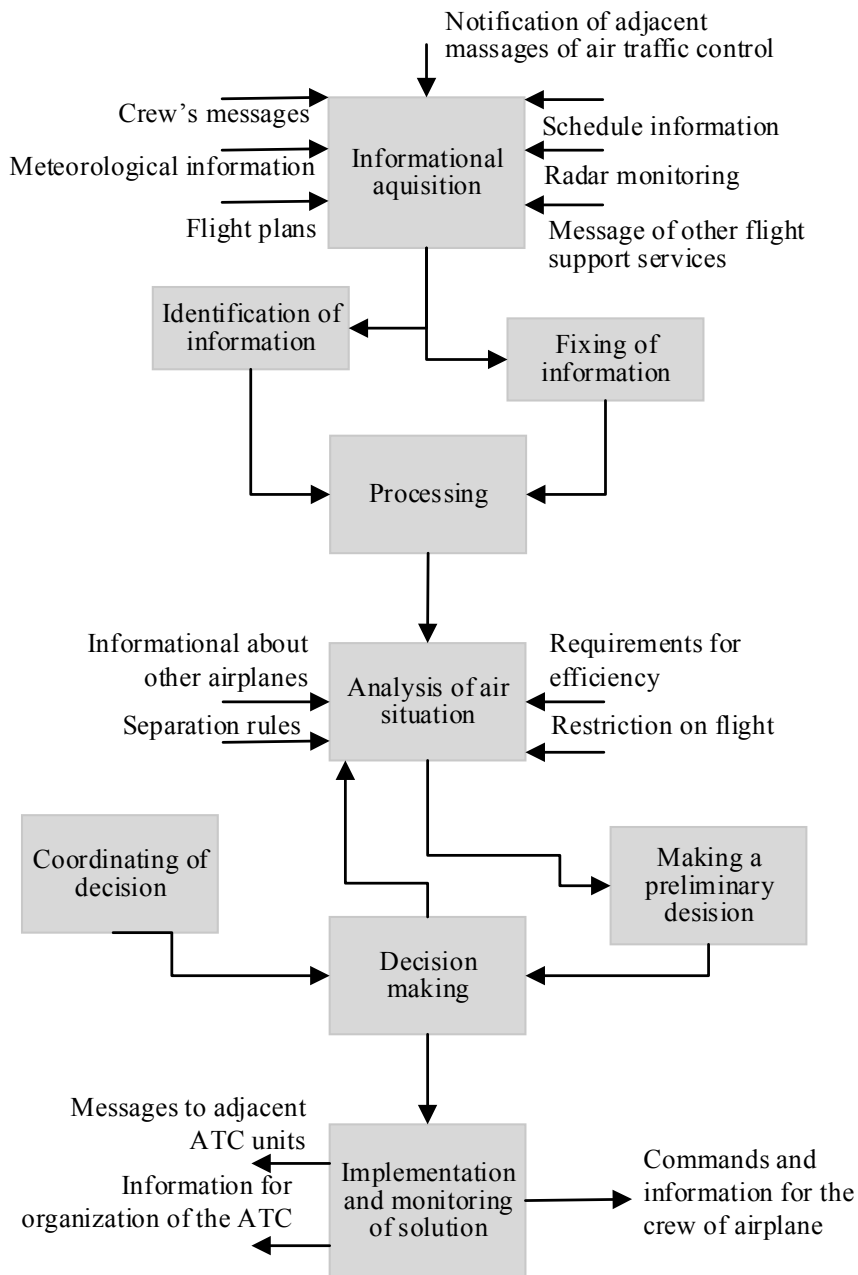 Notification of adjacent
massages of air traffic control
Crew's messages
Meteorological information
Flight plans
Informational
aquisition
Schedule information
Radar monitoring
Message of other flight
support services
Identification of
information
Fixing of
information
Processing
Informational about
other airplanes
Separation rules
Analysis of air
situation
Requirements for
efficiency
Restriction on flight
Coordinating of
decision
Making a
preliminary
desision
Decision
making
Messages to adjacent
ATC units
Information for
organization of the ATC
Implementation
and monitoring
of solution
Commands and
information for the
crew of airplane